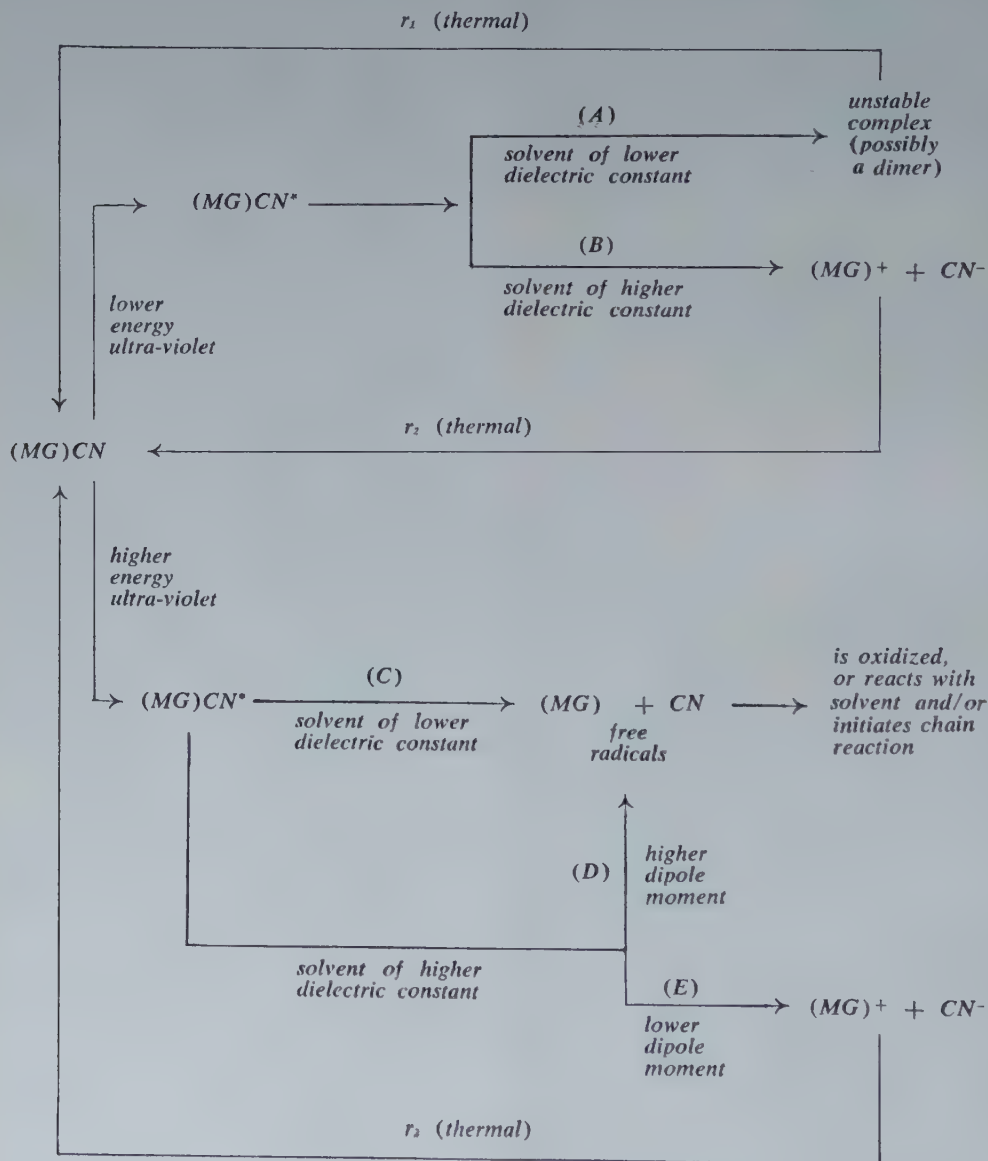 r₁ (thermal)
(A)
solvent of lower
dielectric constant
unstable
complex
(possibly
a dimer)
(MG)CN*
(B)
solvent of higher
dielectric constant
(MG)+ + CN-
lower
energy
ultra-violet
r₂ (thermal)
(MG)CN
higher
energy
ultra-violet
(MG)CN*
(C)
solvent of lower
dielectric constant
(MG) + CN
free
radicals
is oxidized,
or reacts with
solvent and/or
initiates chain
reaction
(D)
higher
dipole
moment
solvent of higher
dielectric constant
(E)
lower
dipole
moment
(MG)+ + CN-
r₃ (thermal)